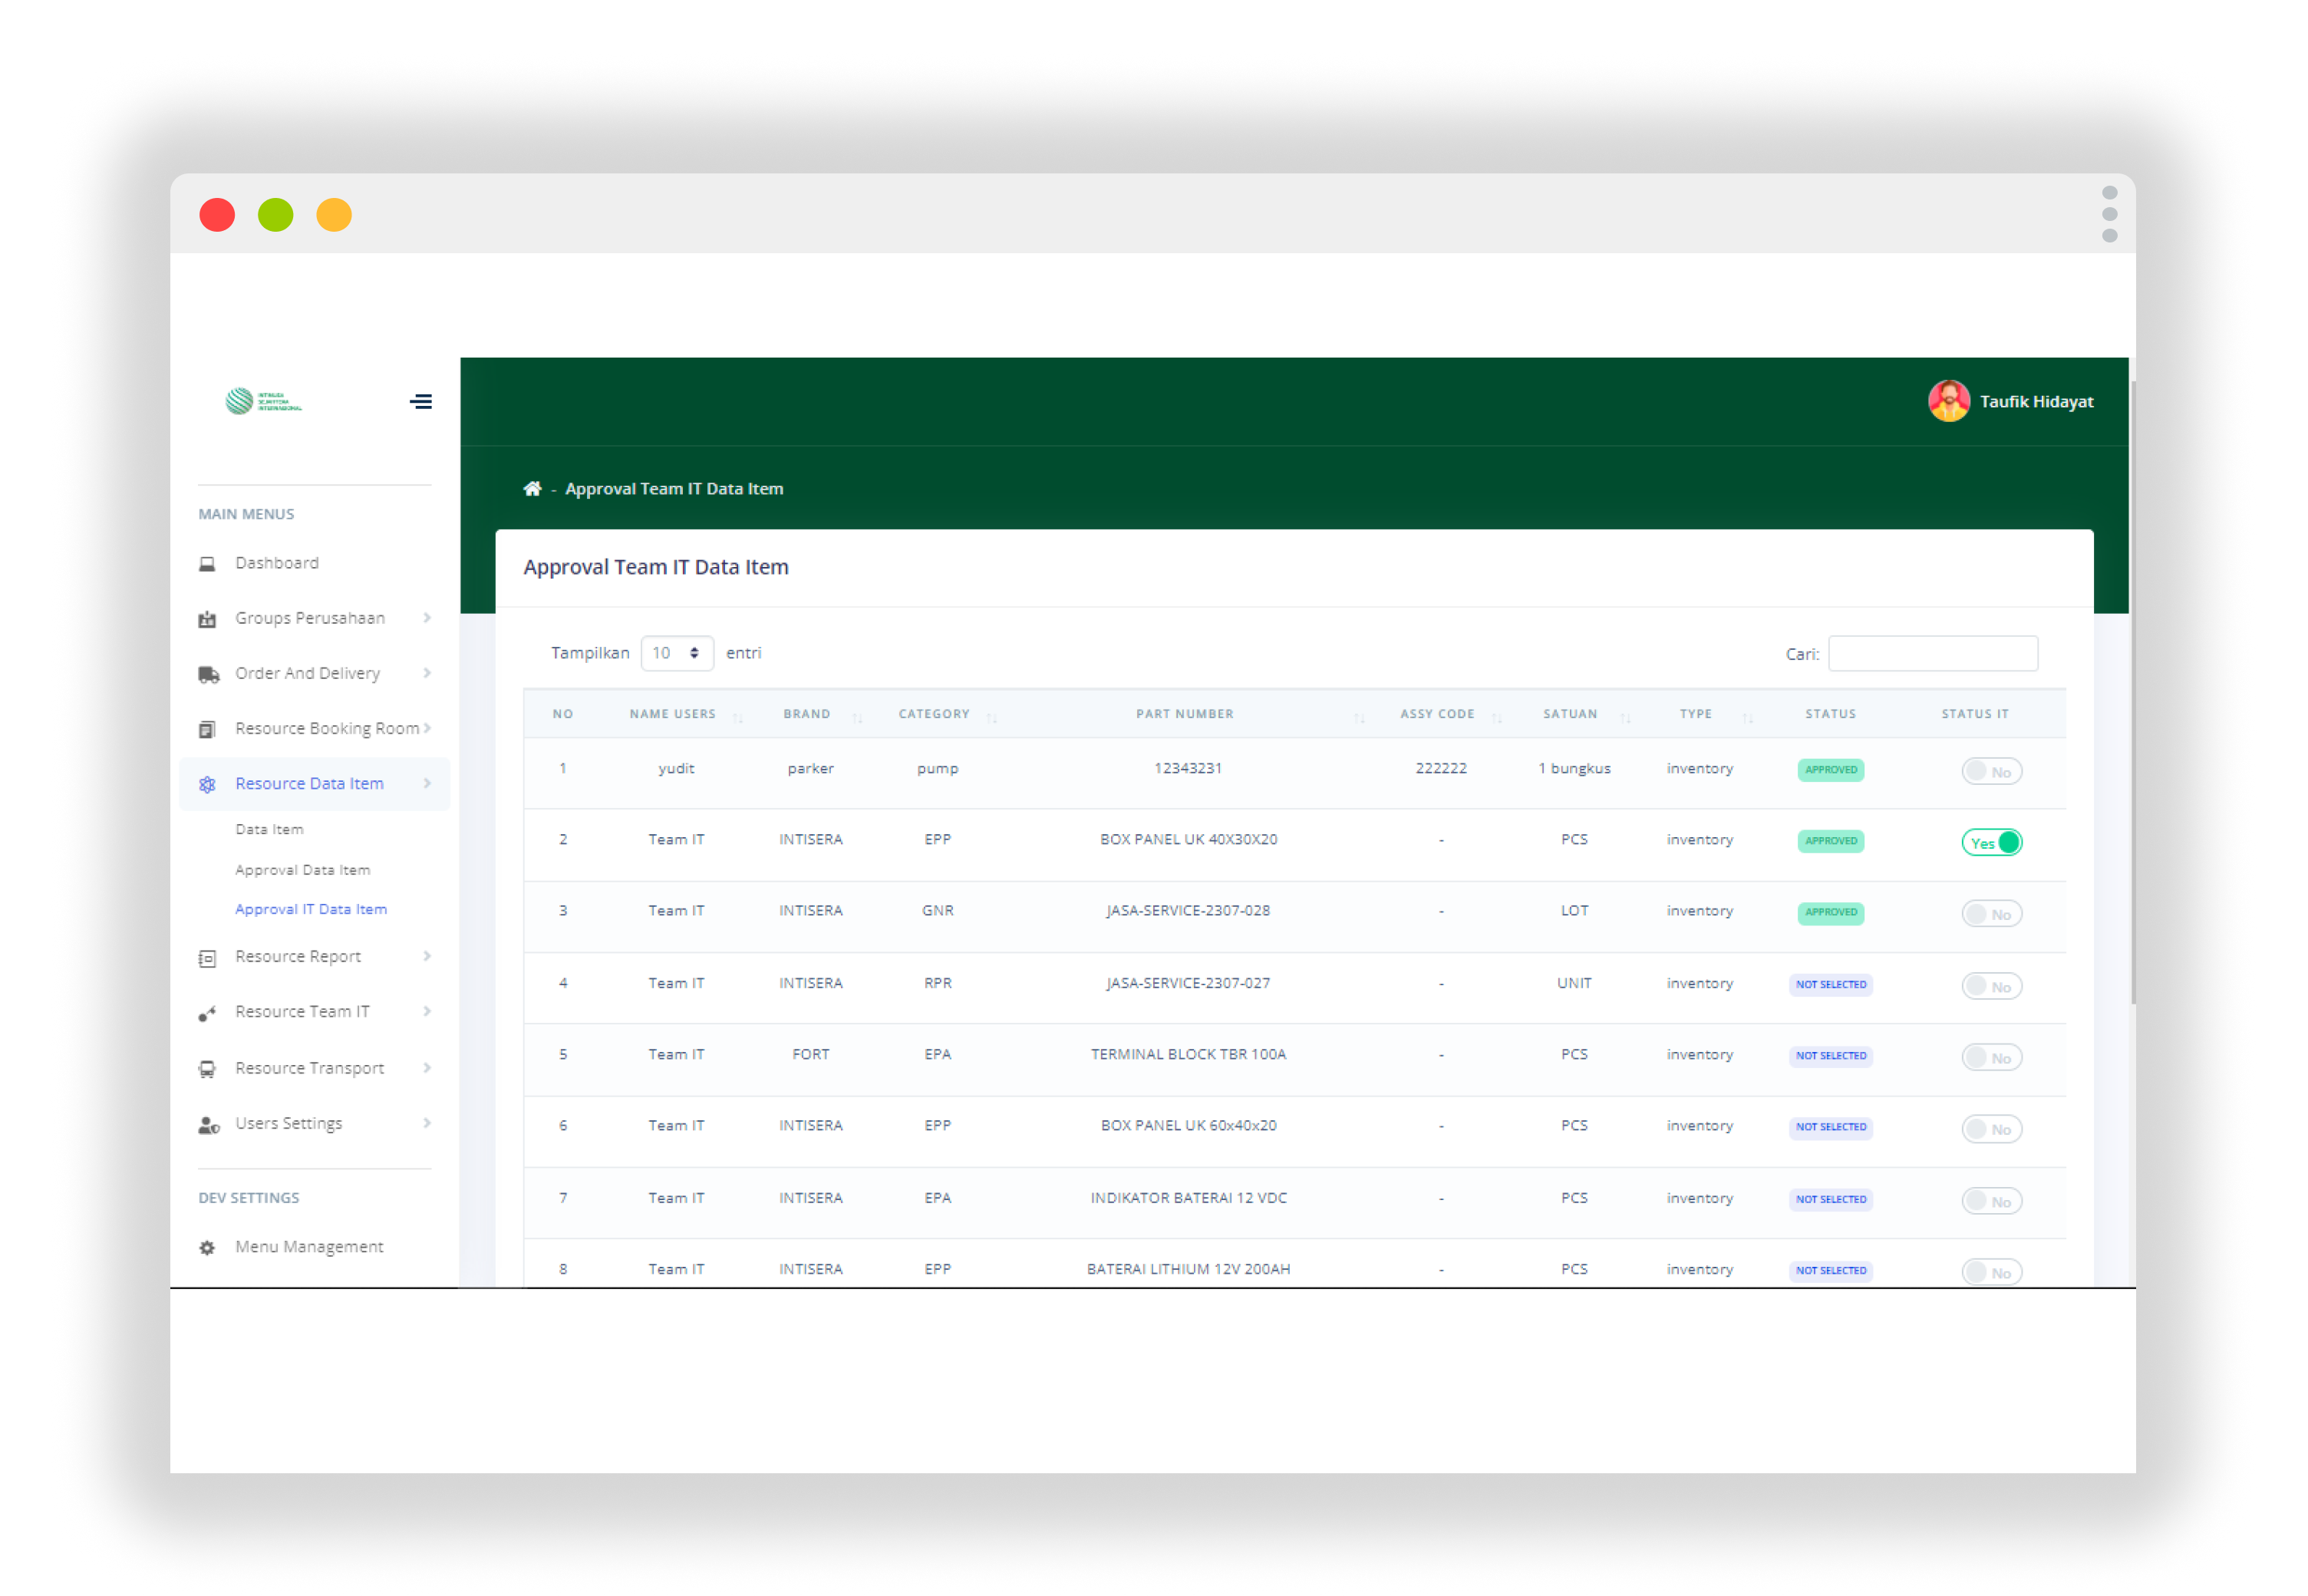 Taufik Hidayat
- Approval Team IT Data Item
MAIN MENUS
Dashboard
Groups Perusahaan
Order And Delivery
Resource Booking Room
Resource Data Item
Data Item
Approval Data Item
Approval IT Data Item
Resource Report
Resource Team IT
Resource Transport
Users Settings
DEV SETTINGS
Menu Management
Approval Team IT Data Item
Tampilkan 10 entri Cari:
NO NAME USERS BRAND CATEGORY PART NUMBER ASSY CODE SATUAN TYPE STATUS STATUS IT
1 yudit parker pump 12343231 222222 1 bungkus inventory APPROVED No
2 Team IT INTISERA EPP BOX PANEL UK 40X30X20 - PCS inventory APPROVED Yes
3 Team IT INTISERA GNR JASA-SERVICE-2307-028 - LOT inventory APPROVED No
4 Team IT INTISERA RPR JASA-SERVICE-2307-027 - UNIT inventory NOT SELECTED No
5 Team IT FORT EPA TERMINAL BLOCK TBR 100A - PCS inventory NOT SELECTED No
6 Team IT INTISERA EPP BOX PANEL UK 60x40x20 - PCS inventory NOT SELECTED No
7 Team IT INTISERA EPA INDIKATOR BATERAI 12 VDC - PCS inventory NOT SELECTED No
8 Team IT INTISERA EPP BATERAI LITHIUM 12V 200AH - PCS inventory NOT SELECTED No